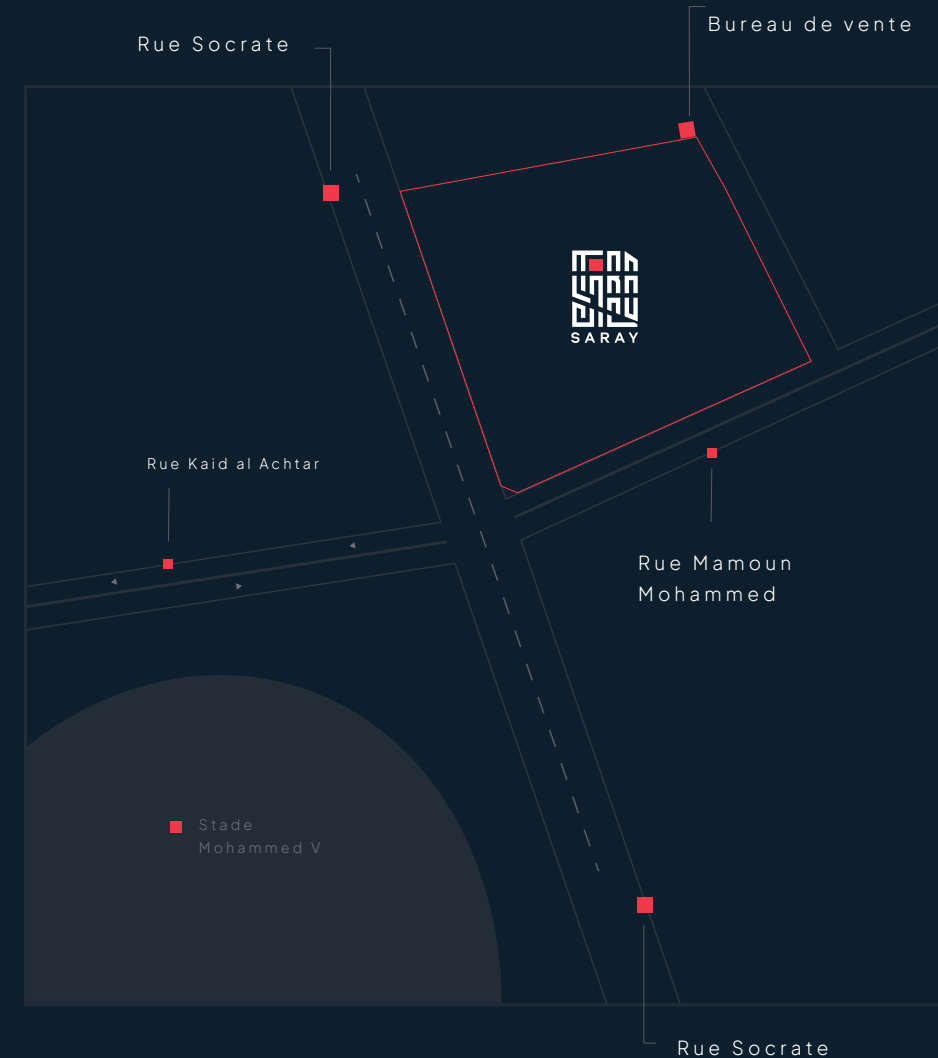 Bureau de vente
Rue Socrate
SARAY
Rue Kaid al Achtar
Rue Mamoun
Mohammed
Stade
Mohammed V
Rue Socrate